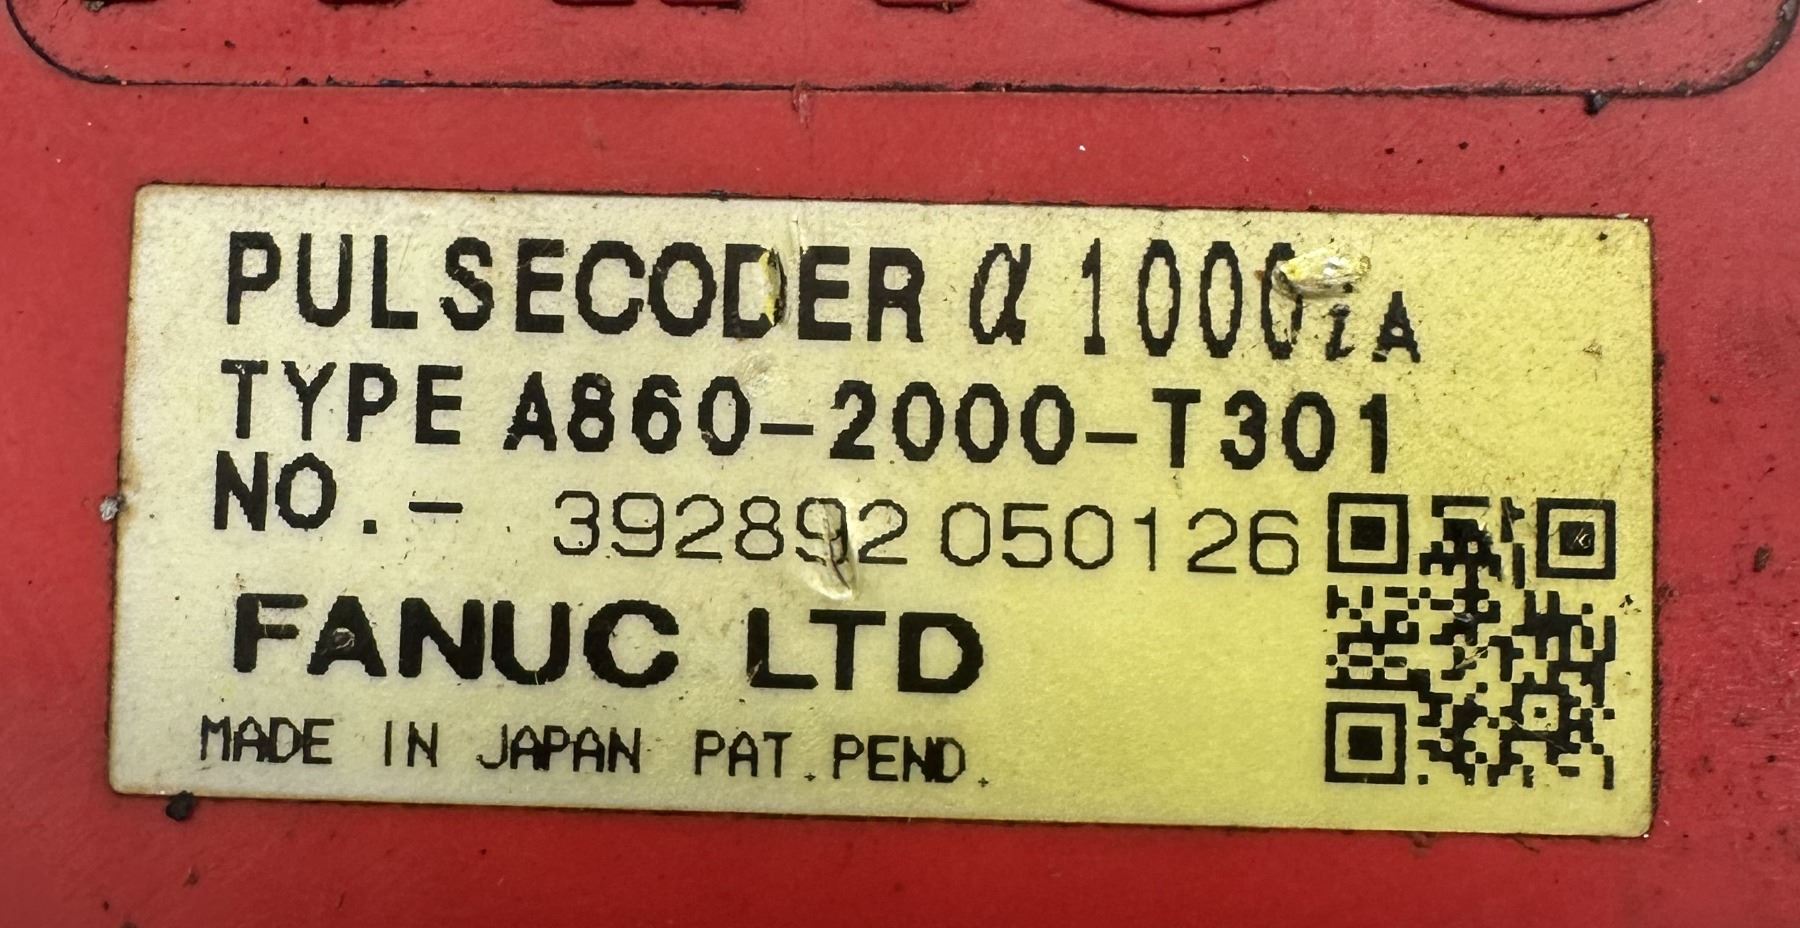 PULSECODER α 1000iA
TYPE A860-2000-T301
NO.- 392892 050126
FANUC LTD
MADE IN JAPAN PAT.PEND.